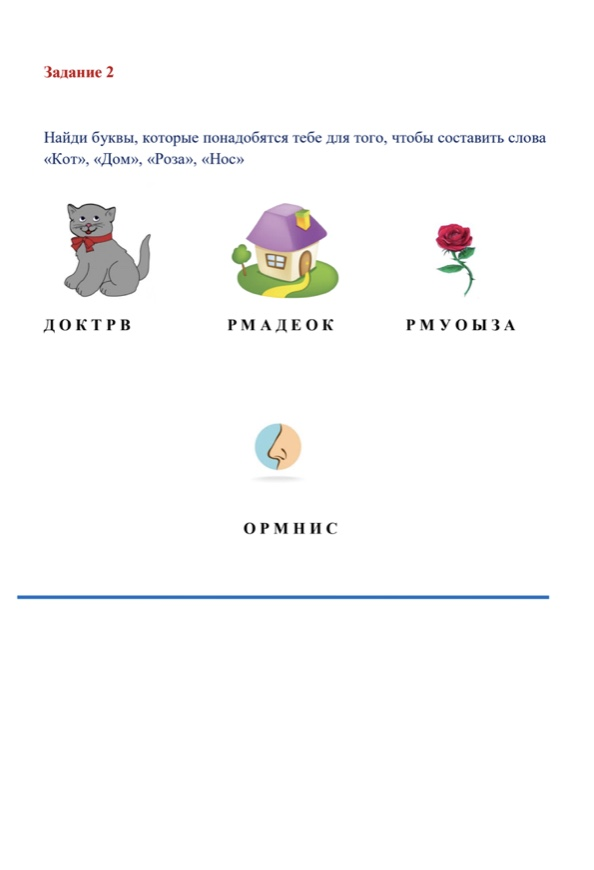 Задание 2
Найди буквы, которые понадобятся тебе для того, чтобы составить слова
«Кот», «Дом», «Роза», «Нос»
Д О К Т Р В
Р М А Д Е О К
Р М У О Ы З А
О Р М Н И С